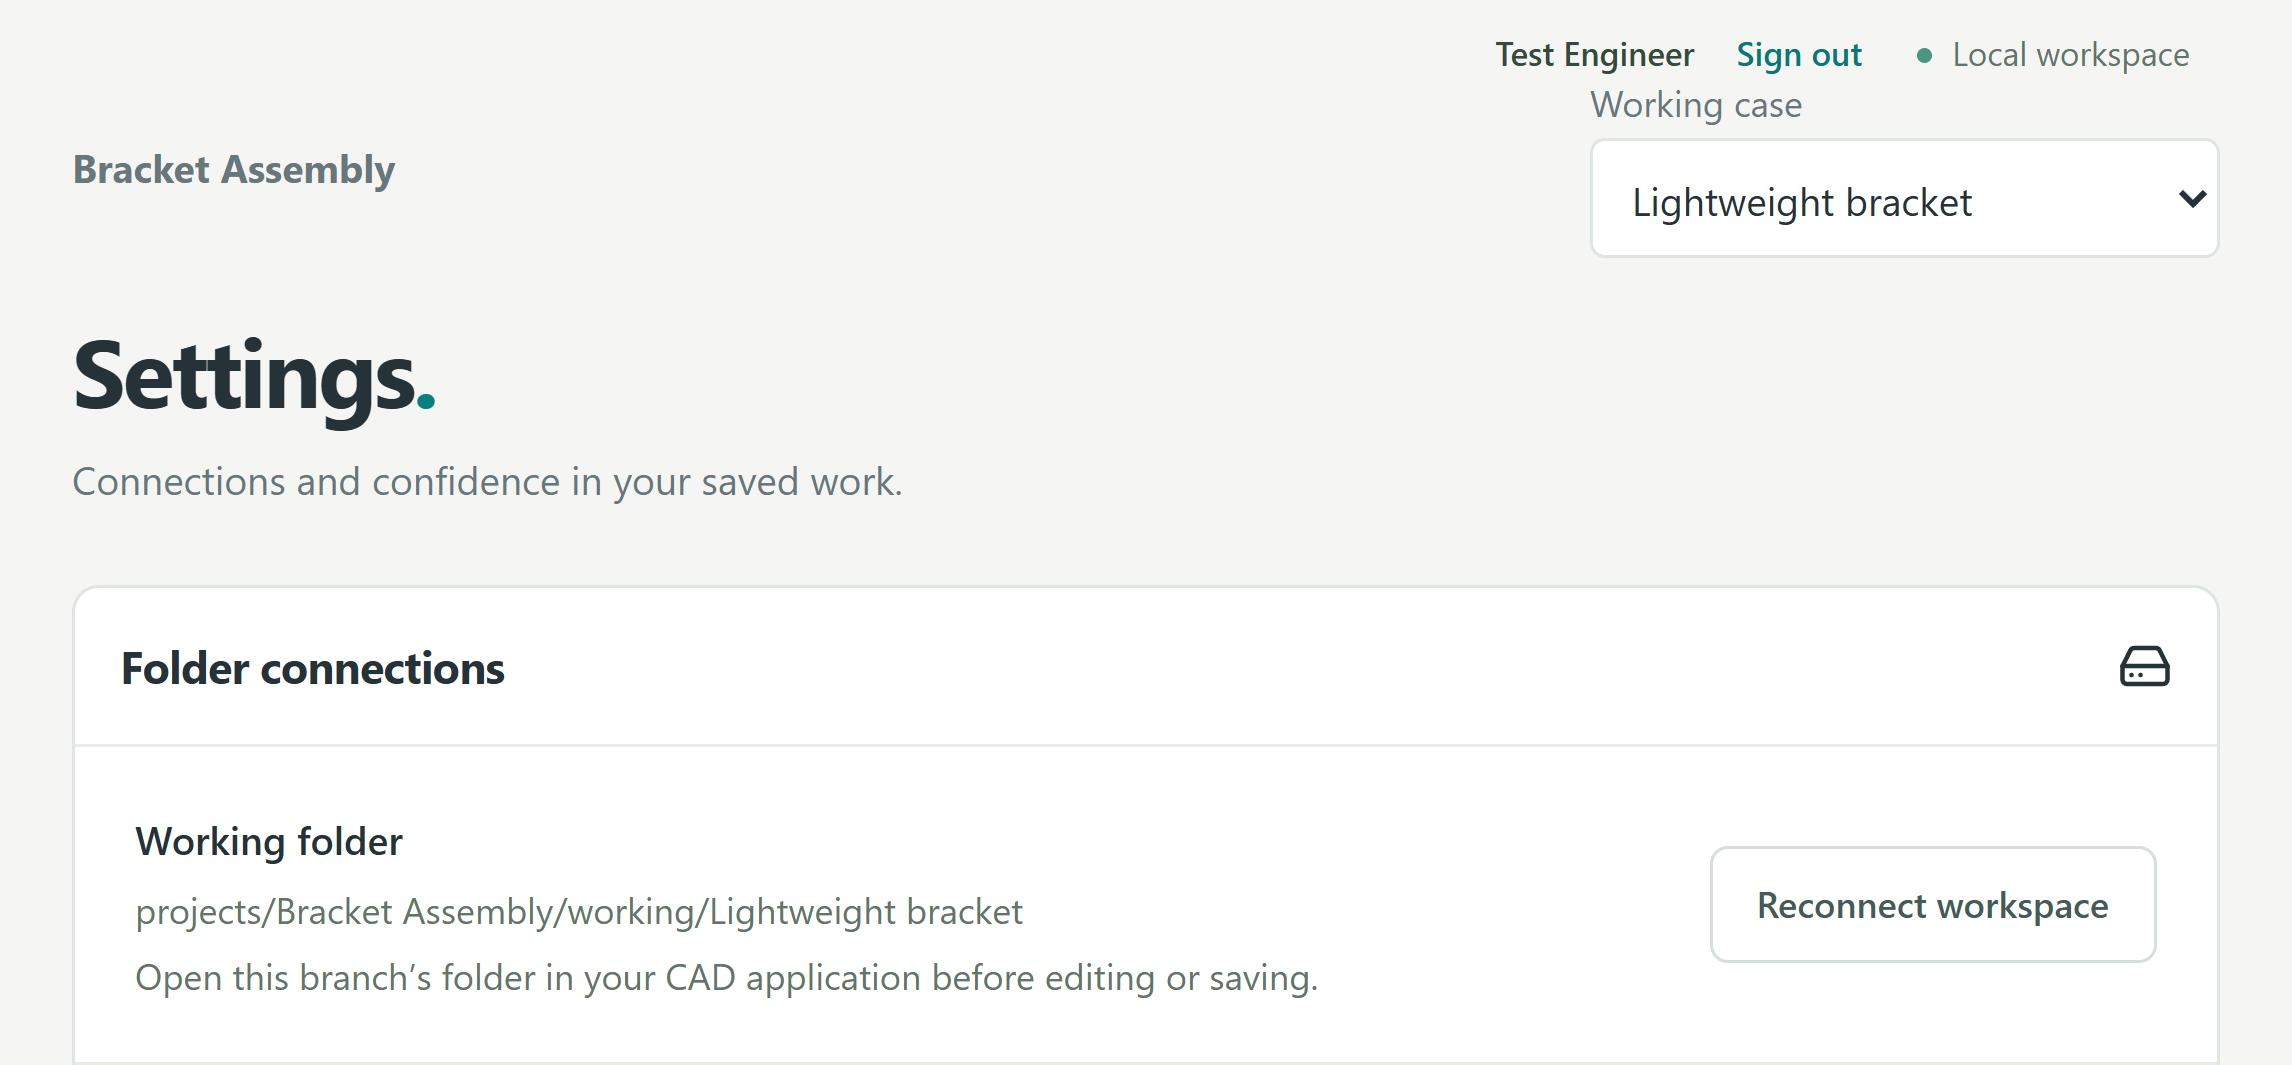 Test Engineer Sign out Local workspace
Working case
Bracket Assembly
Lightweight bracket
Settings.
Connections and confidence in your saved work.
Folder connections
Working folder
projects/Bracket Assembly/working/Lightweight bracket
Reconnect workspace
Open this branch’s folder in your CAD application before editing or saving.